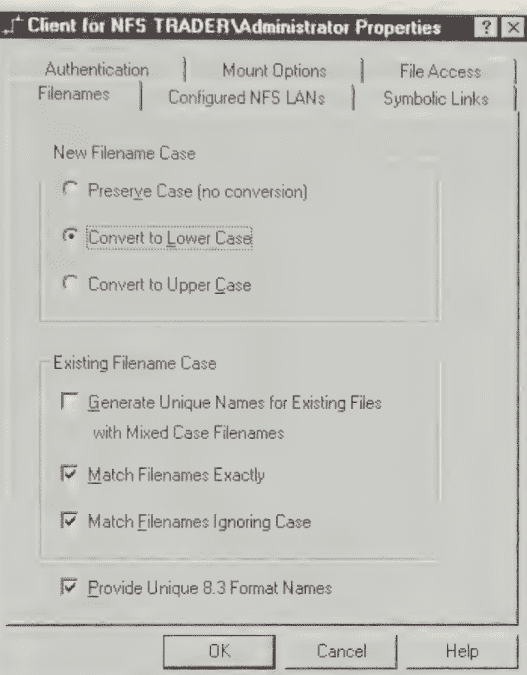 Client for NFS TRADER\Administrator Properties
Authentication
Mount Options
File Access
Filenames
Configured NFS LANs
Symbolic Links
New Filename Case
Preserve Case (no conversion)
Convert to Lower Case
Convert to Upper Case
Existing Filename Case
Generate Unique Names for Existing Files
with Mixed Case Filenames
Match Filenames Exactly
Match Filenames Ignoring Case
Provide Unique 8.3 Format Names
OK
Cancel
Help